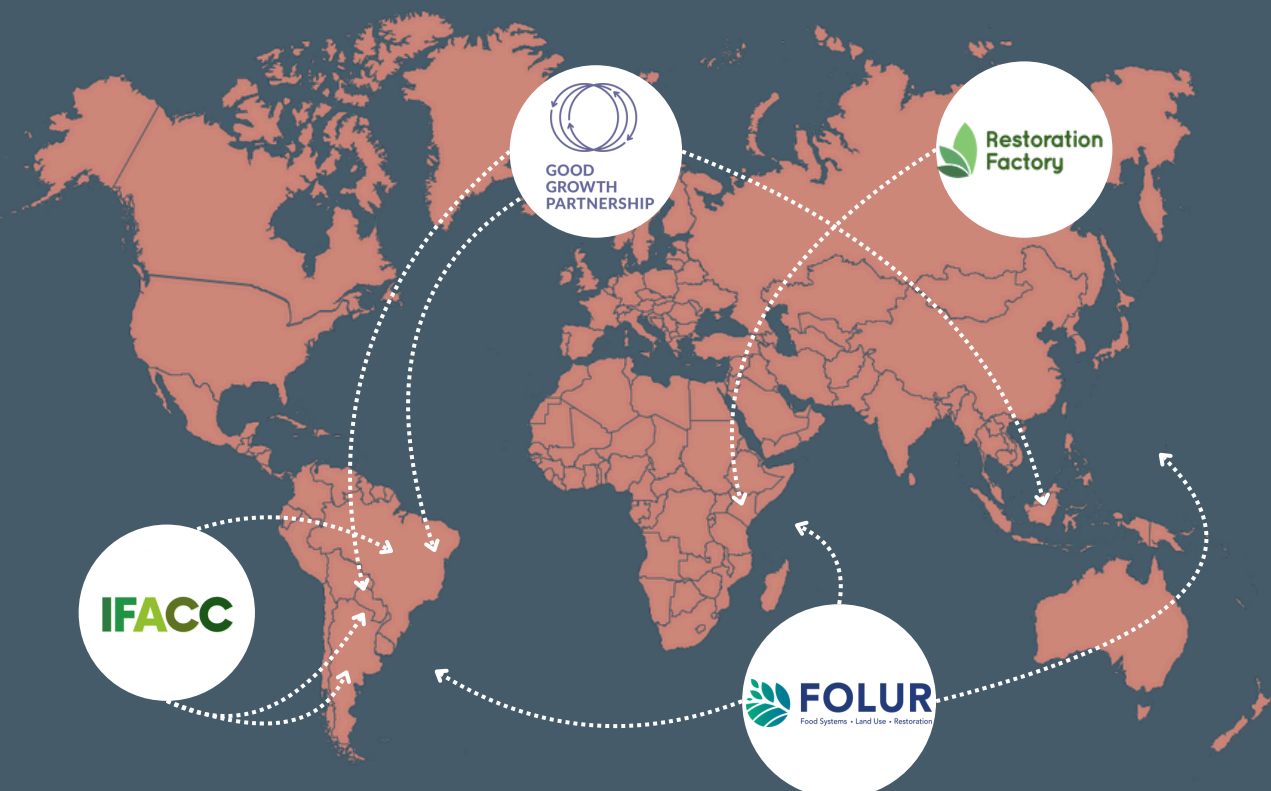 GOOD
GROWTH
PARTNERSHIP
Restoration
Factory
IFACC
FOLUR
Food Systems • Land Use • Restoration